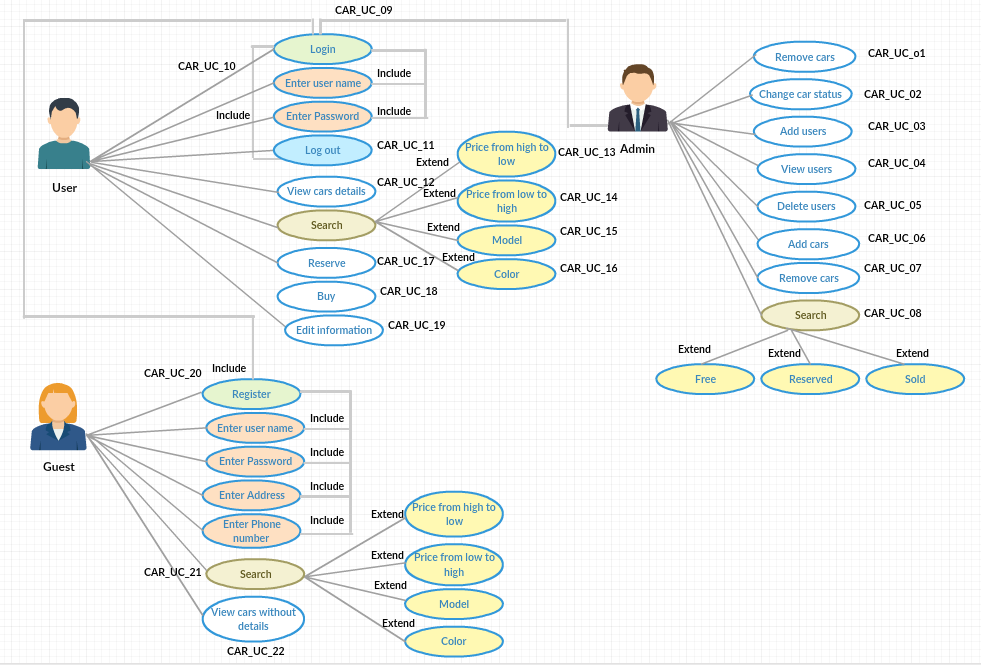 CAR_UC_09
Login
CAR_UC_10
Include
Enter user name
Include
Enter Password
Include
Log out
CAR_UC_11
User
View cars details
CAR_UC_12
Search
Reserve
CAR_UC_17
Buy
CAR_UC_18
Edit information
CAR_UC_19
Extend
Price from high to
low
CAR_UC_13
Extend
Price from low to
high
CAR_UC_14
Extend
Model
CAR_UC_15
Extend
Color
CAR_UC_16
Admin
Remove cars
CAR_UC_o1
Change car status
CAR_UC_02
Add users
CAR_UC_03
View users
CAR_UC_04
Delete users
CAR_UC_05
Add cars
CAR_UC_06
Remove cars
CAR_UC_07
Search
CAR_UC_08
Extend
Extend
Extend
Free
Reserved
Sold
CAR_UC_20
Include
Register
Enter user name
Include
Enter Password
Include
Enter Address
Include
Enter Phone
number
Include
Guest
CAR_UC_21
Search
View cars without
details
CAR_UC_22
Extend
Price from high to
low
Extend
Price from low to
high
Extend
Model
Extend
Color